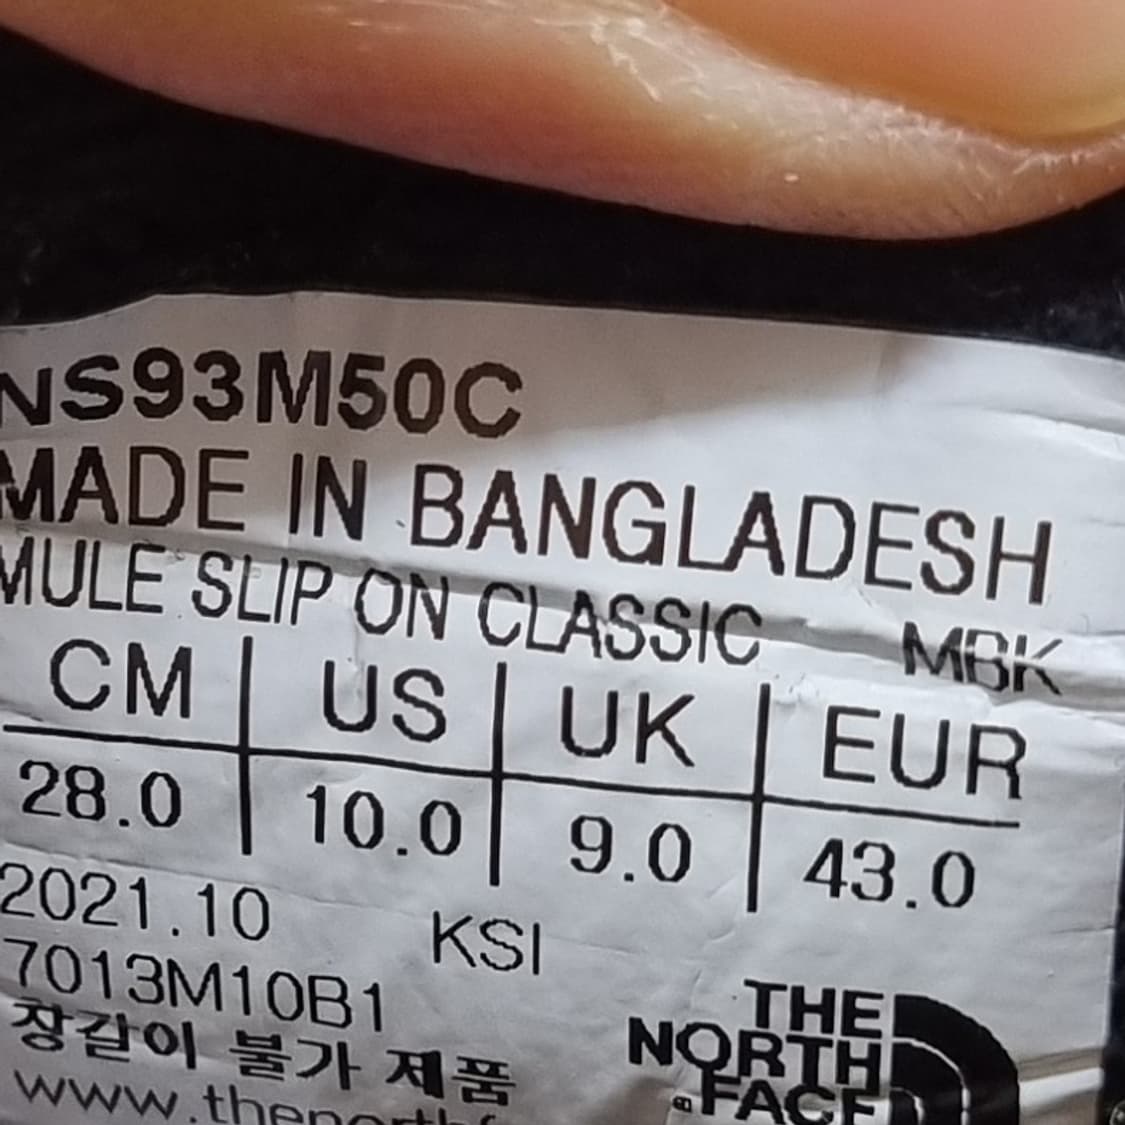 NS93M50C
MADE IN BANGLADESH
MULE SLIP ON CLASSIC MBK
CM US UK EUR
28.0 10.0 9.0 43.0
2021.10 KSI
7013M10B1
창갈이 불가 제품
THE
NORTH
FACE